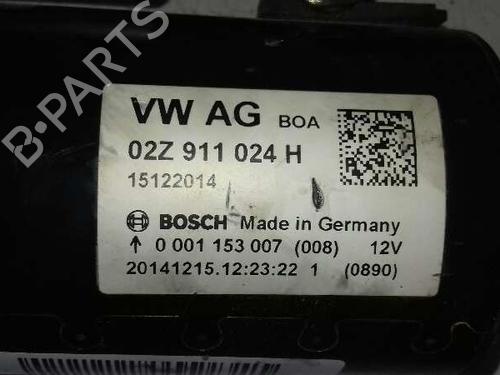 B-PARTS
VW AG BOA
02Z 911 024 H
15122014
BOSCH Made in Germany
↑ 0 001 153 007 (008) 12V
20141215.12:23:22 1 (0890)